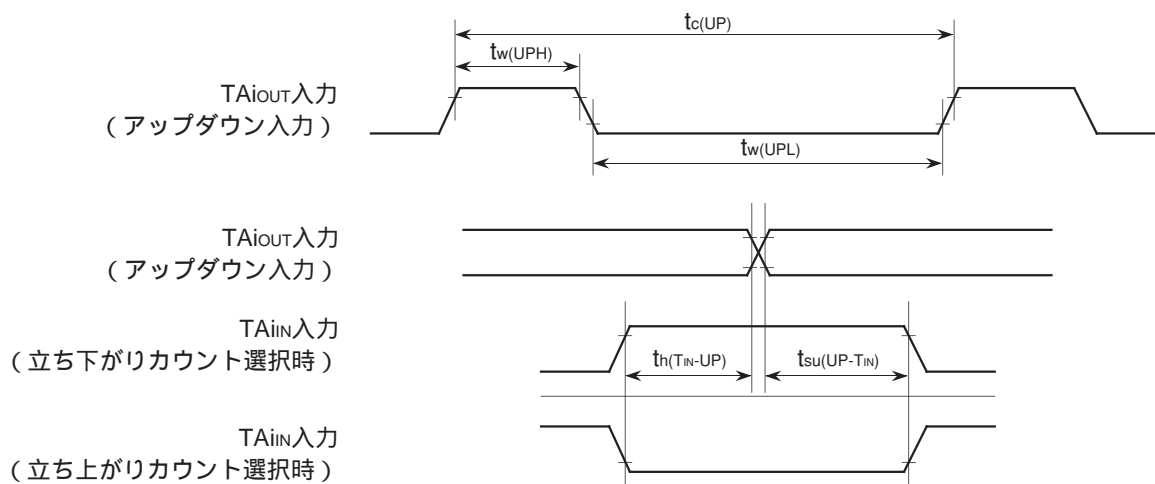 tc(UP)
tw(UPH)
TAiOUT入力
(アップダウン入力)
tw(UPL)
TAiOUT入力
(アップダウン入力)
TAiIN入力
(立ち下がりカウント選択時)
th(TIN-UP)
tsu(UP-TIN)
TAiIN入力
(立ち上がりカウント選択時)